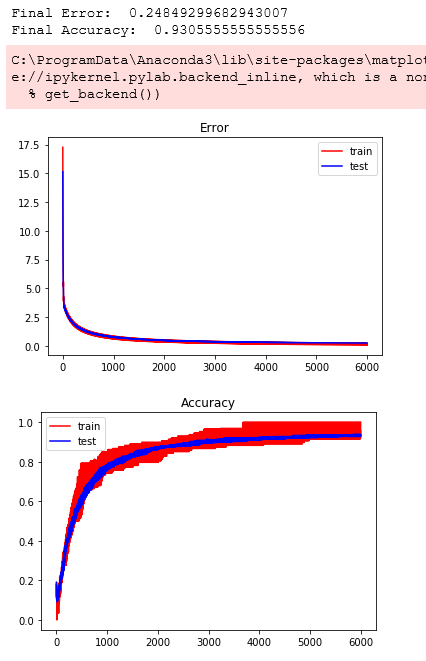 Final Error:  0.24849299682943007
Final Accuracy:  0.9305555555555556
C:\ProgramData\Anaconda3\lib\site-packages\matplot
e://ipykernel.pylab.backend_inline, which is a non
% get_backend())
Error
17.5
15.0
12.5
10.0
7.5
5.0
2.5
0.0
train
test
0 1000 2000 3000 4000 5000 6000
Accuracy
1.0
0.8
0.6
0.4
0.2
0.0
train
test
0 1000 2000 3000 4000 5000 6000